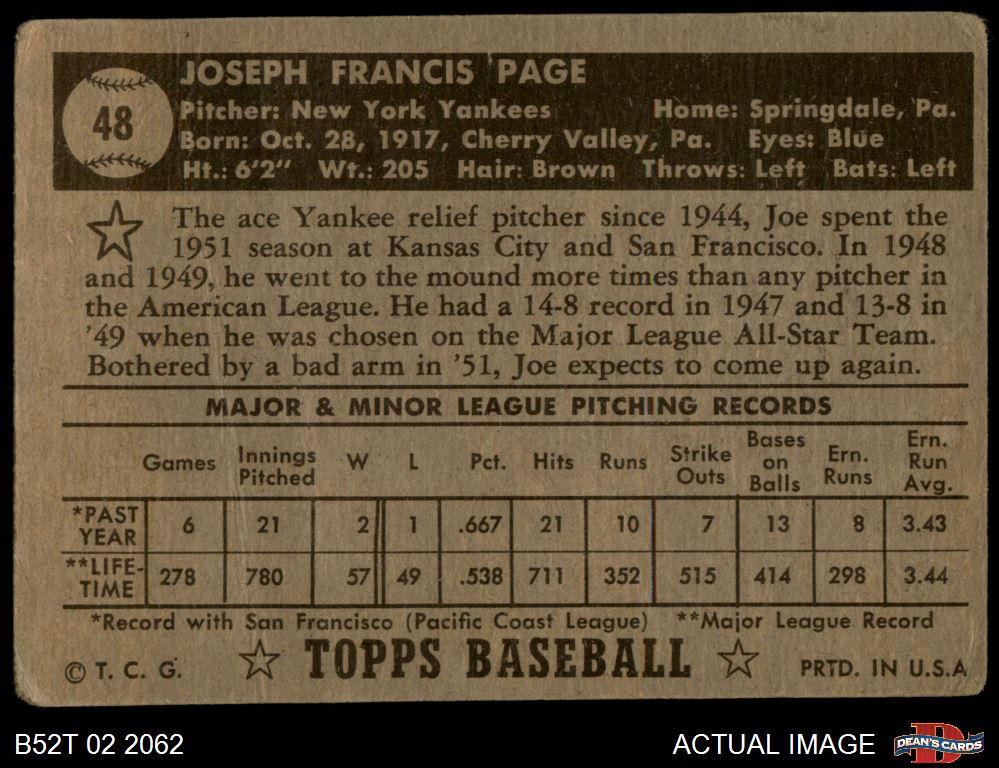 48
JOSEPH FRANCIS PAGE
Pitcher: New York Yankees Home: Springdale, Pa.
Born: Oct. 28, 1917, Cherry Valley, Pa. Eyes: Blue
Ht.: 6'2" Wt.: 205 Hair: Brown Throws: Left Bats: Left
The ace Yankee relief pitcher since 1944, Joe spent the
1951 season at Kansas City and San Francisco. In 1948
and 1949, he went to the mound more times than any pitcher in
the American League. He had a 14-8 record in 1947 and 13-8 in
'49 when he was chosen on the Major League All-Star Team.
Bothered by a bad arm in '51, Joe expects to come up again.
MAJOR & MINOR LEAGUE PITCHING RECORDS
Games Innings Pitched W L Pct. Hits Runs Strike Outs Bases on Balls Ern. Runs Ern. Run Avg.
*PAST YEAR 6 21 2 1 .667 21 10 7 13 8 3.43
**LIFE-TIME 278 780 57 49 .538 711 352 515 414 298 3.44
*Record with San Francisco (Pacific Coast League) **Major League Record
© T. C. G. TOPPS BASEBALL PRTD. IN U.S.A
B52T 02 2062 ACTUAL IMAGE D DEAN'S CARDS